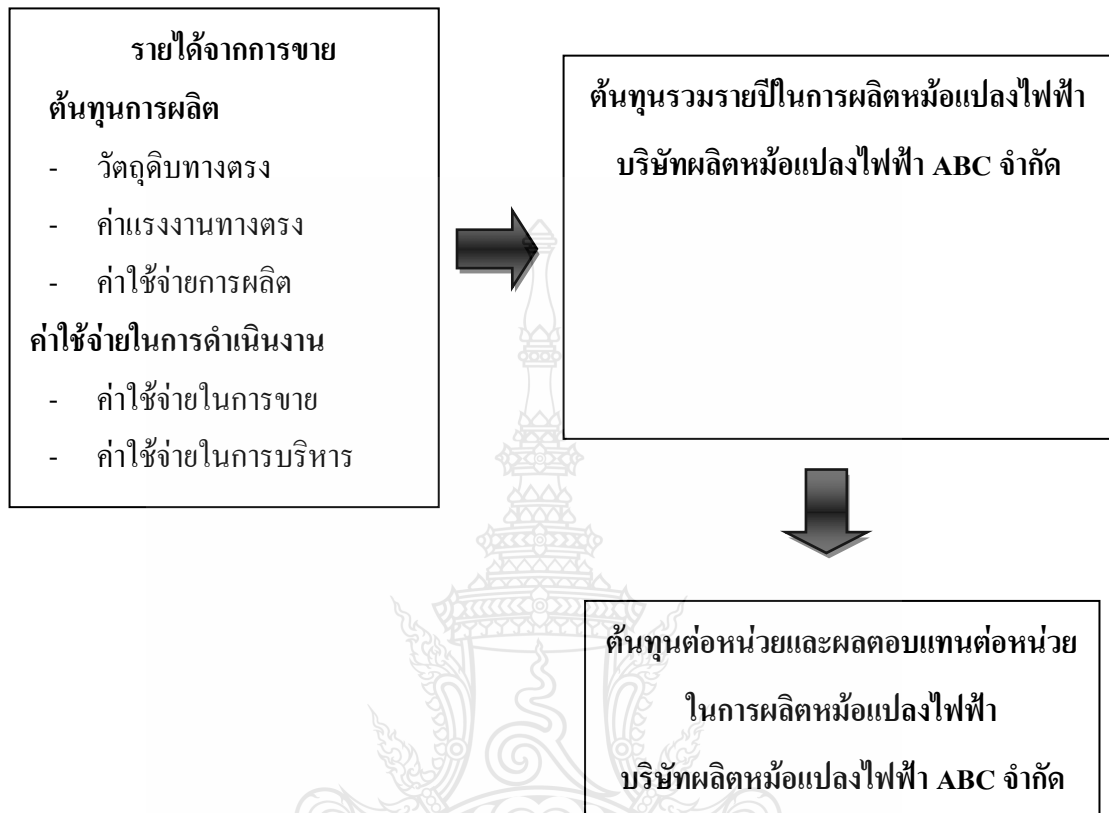 รายได้จากการขาย
ต้นทุนการผลิต
- วัตถุดิบทางตรง
- ค่าแรงงานทางตรง
- ค่าใช้จ่ายการผลิต
ค่าใช้จ่ายในการดำเนินงาน
- ค่าใช้จ่ายในการขาย
- ค่าใช้จ่ายในการบริหาร
ต้นทุนรวมรายปีในการผลิตหม้อแปลงไฟฟ้า
บริษัทผลิตหม้อแปลงไฟฟ้า ABC จำกัด
ต้นทุนต่อหน่วยและผลตอบแทนต่อหน่วย
ในการผลิตหม้อแปลงไฟฟ้า
บริษัทผลิตหม้อแปลงไฟฟ้า ABC จำกัด